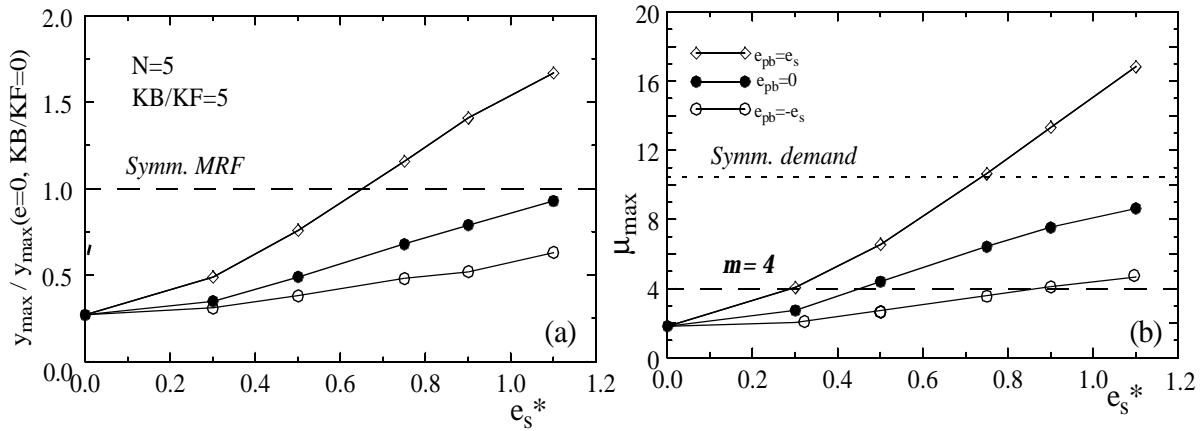 y_max / y_max(e=0, KB/KF=0)
2.0
1.5
1.0
0.5
0.0
N=5
KB/KF=5
Symm. MRF
(a)
0.0 0.2 0.4 0.6 0.8 1.0 1.2
e_s*
μ_max
20
16
12
8
4
0
e_pb=e_s
e_pb=0
e_pb=-e_s
Symm. demand
m= 4
(b)
0.0 0.2 0.4 0.6 0.8 1.0 1.2
e_s*